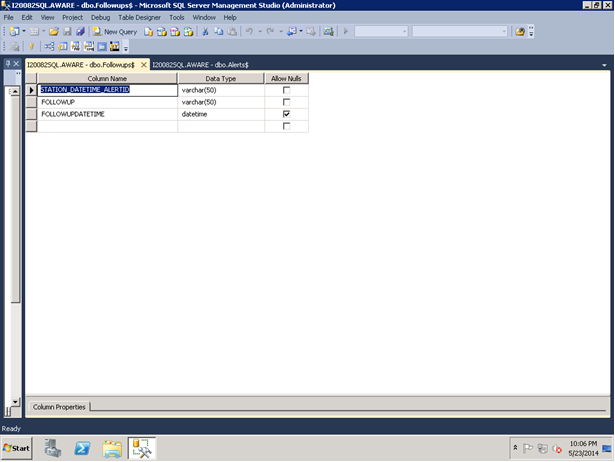 I20082SQL.AWARE - dbo.Followups$ - Microsoft SQL Server Management Studio (Administrator)
File Edit View Project Debug Table Designer Tools Window Help
New Query
I20082SQL.AWARE - dbo.Followups$ I20082SQL.AWARE - dbo.Alerts$
Column Name Data Type Allow Nulls
STATION_DATETIME_ALERTID varchar(50)
FOLLOWUP varchar(50)
FOLLOWUPDATETIME datetime
Column Properties
Ready
Start
10:06 PM
5/23/2014